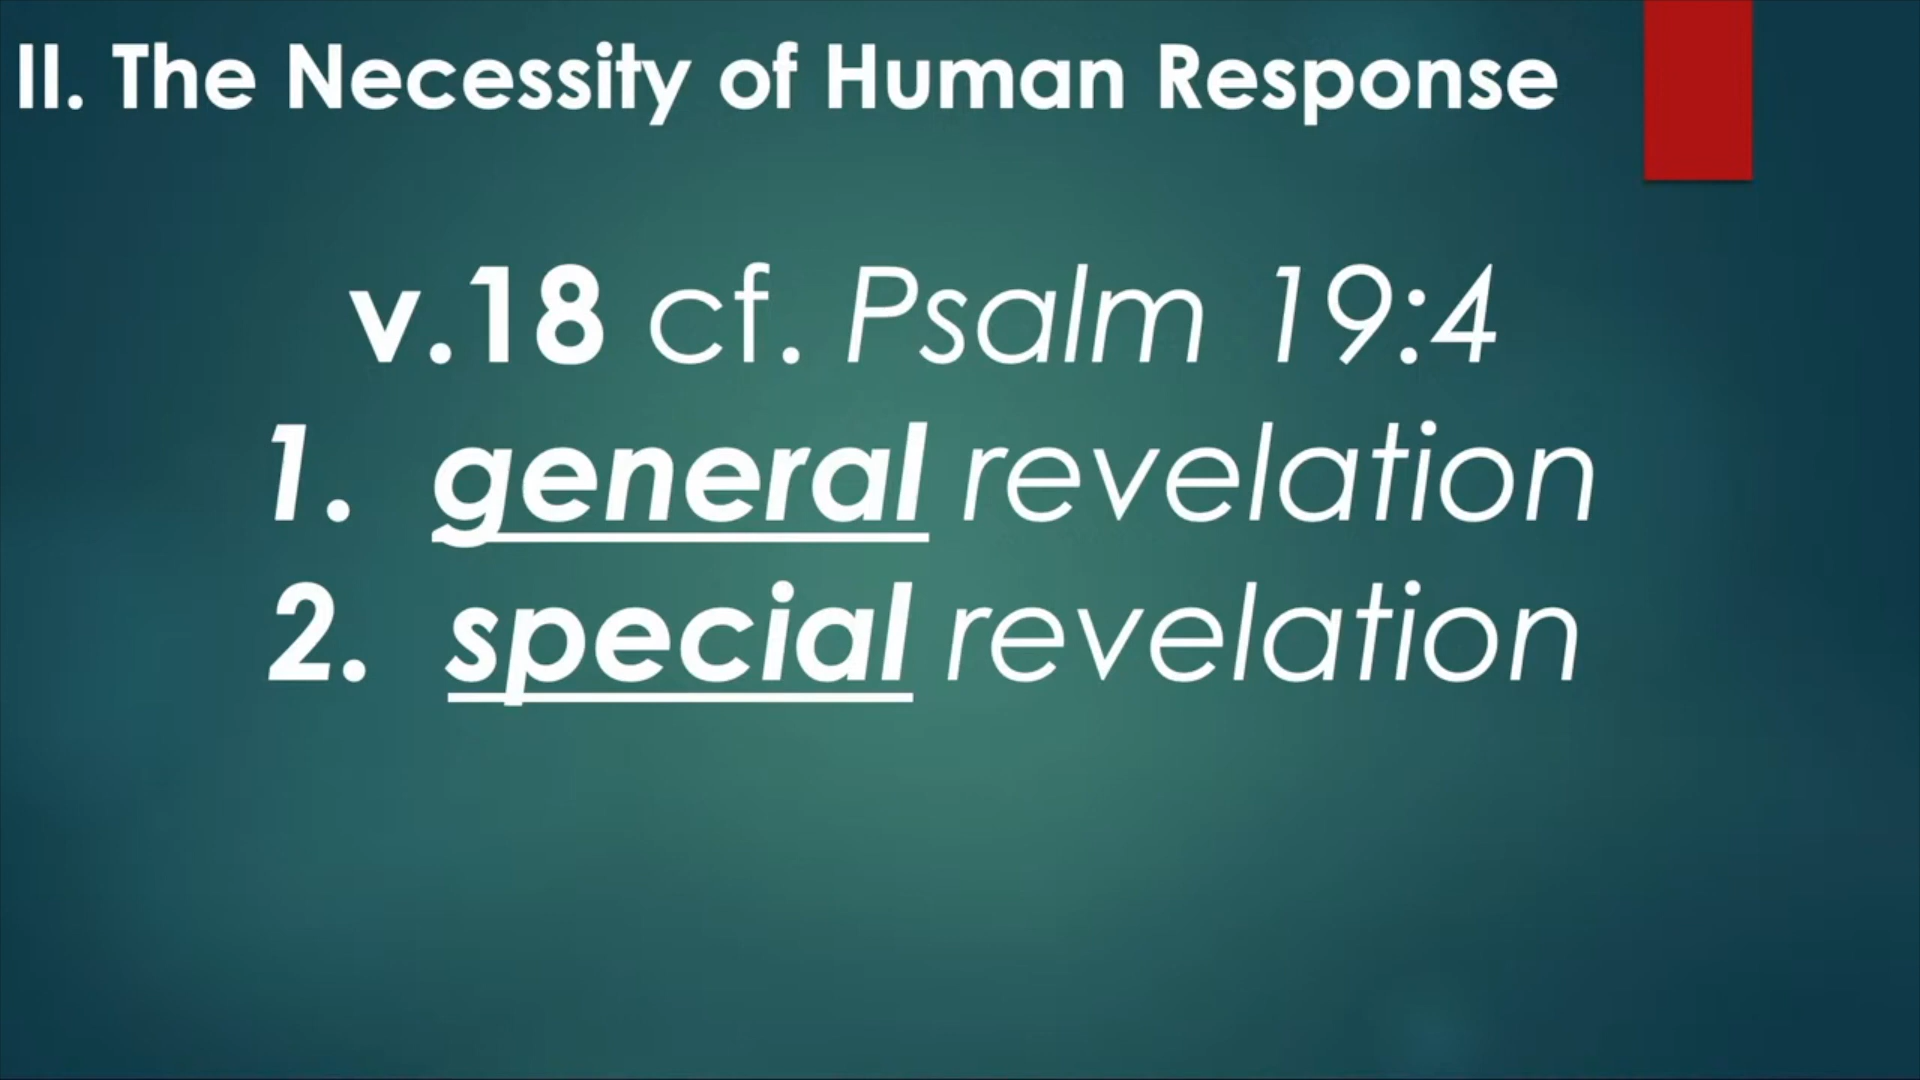 II. The Necessity of Human Response
v.18 cf. Psalm 19:4
1. general revelation
2. special revelation